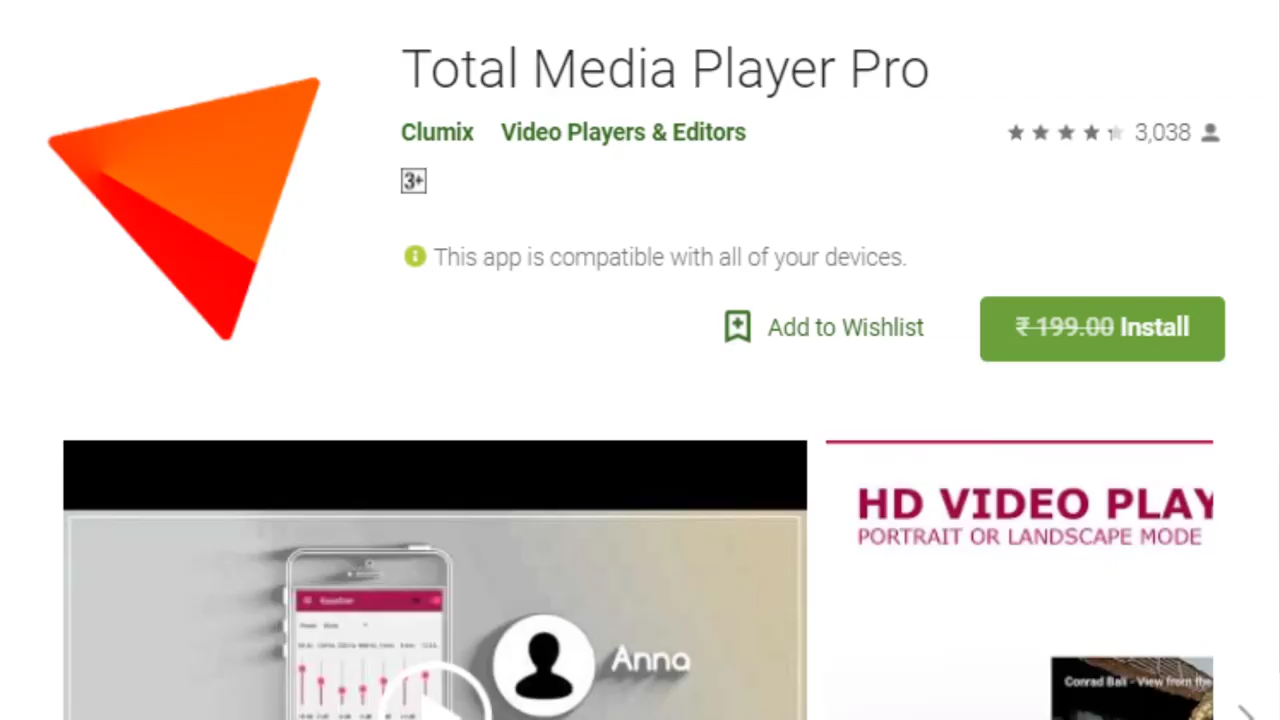 Total Media Player Pro
Clumix Video Players & Editors 3,038
3+
This app is compatible with all of your devices.
Add to Wishlist ₹ 199.00 Install
HD VIDEO PLAY
PORTRAIT OR LANDSCAPE MODE
Anna
Conrad Bali - View from the